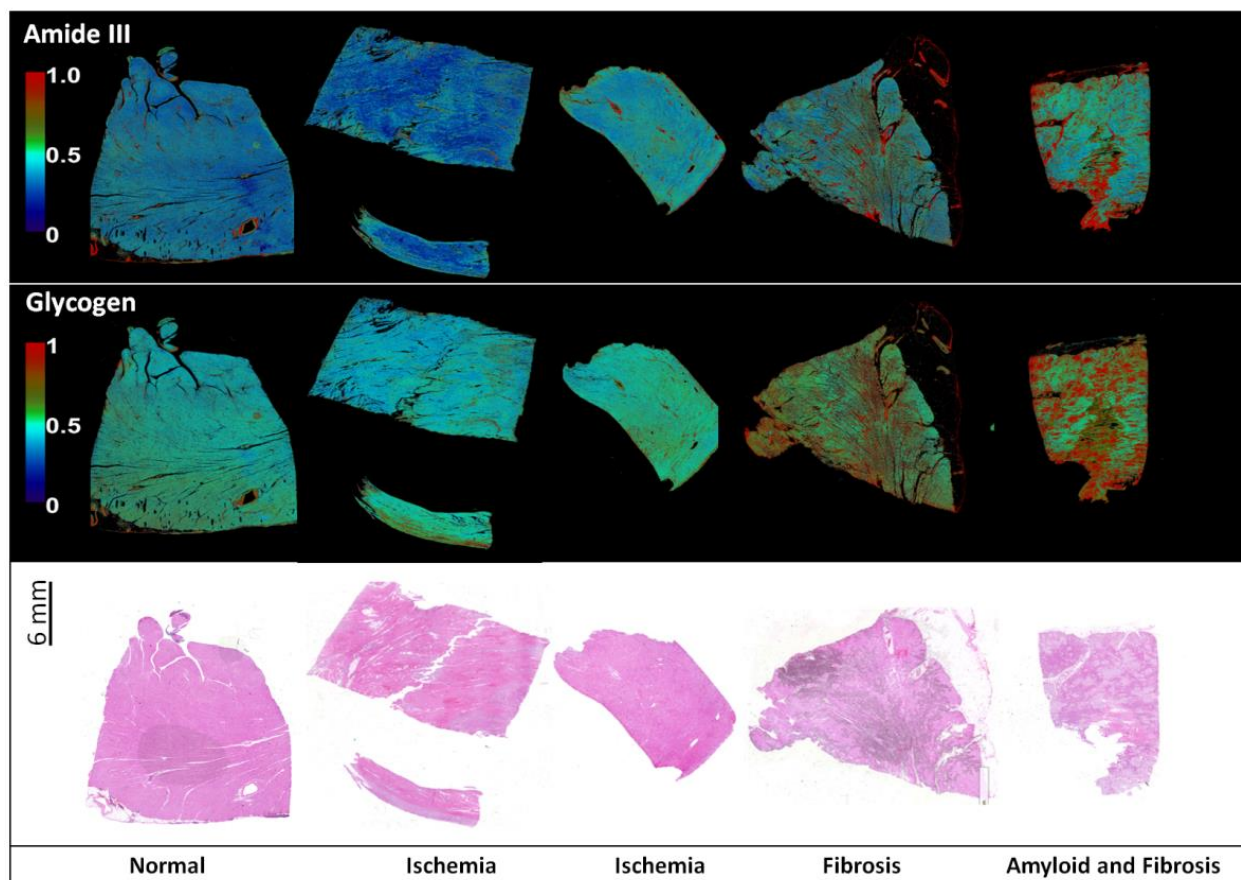 Amide III
1.0
0.5
0
Glycogen
1
0.5
0
6 mm
Normal
Ischemia
Ischemia
Fibrosis
Amyloid and Fibrosis